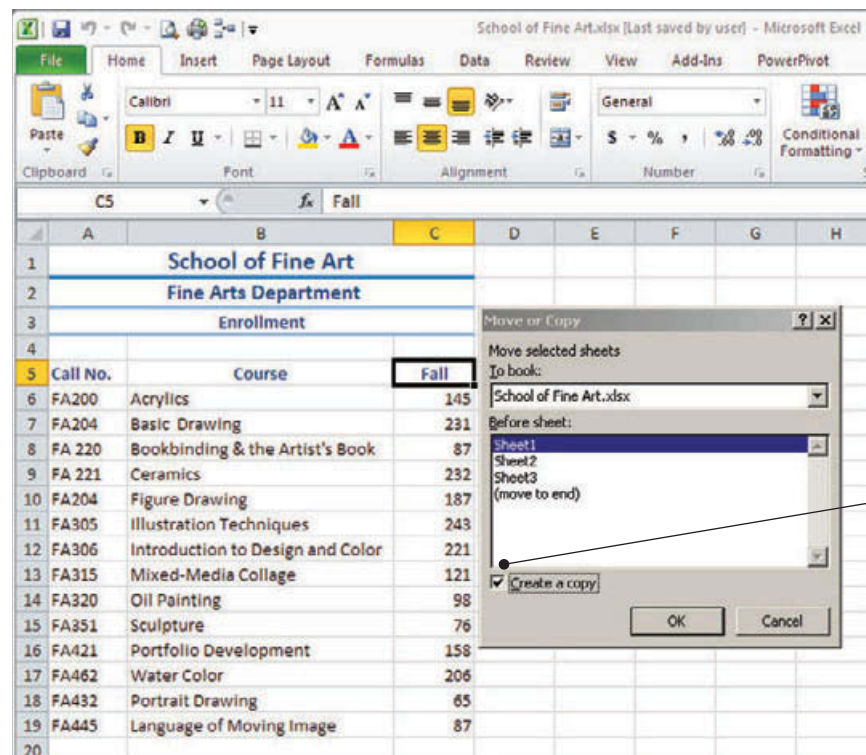 School of Fine Art.xlsx [Last saved by user] - Microsoft Excel
File Home Insert Page Layout Formulas Data Review View Add-Ins PowerPivot
Paste
Calibri 11 A A General
B I U A $ % , .0 .00 .00 .0 Conditional Formatting
Clipboard Font Alignment Number
C5 fx Fall
A B C D E F G H
1 School of Fine Art
2 Fine Arts Department
3 Enrollment
4
5 Call No. Course Fall
6 FA200 Acrylics 145
7 FA204 Basic Drawing 231
8 FA 220 Bookbinding & the Artist's Book 87
9 FA 221 Ceramics 232
10 FA204 Figure Drawing 187
11 FA305 Illustration Techniques 243
12 FA306 Introduction to Design and Color 221
13 FA315 Mixed-Media Collage 121
14 FA320 Oil Painting 98
15 FA351 Sculpture 76
16 FA421 Portfolio Development 158
17 FA462 Water Color 206
18 FA432 Portrait Drawing 65
19 FA445 Language of Moving Image 87
20
Move or Copy
Move selected sheets
To book:
School of Fine Art.xlsx
Before sheet:
Sheet1
Sheet2
Sheet3
(move to end)
Create a copy
OK Cancel